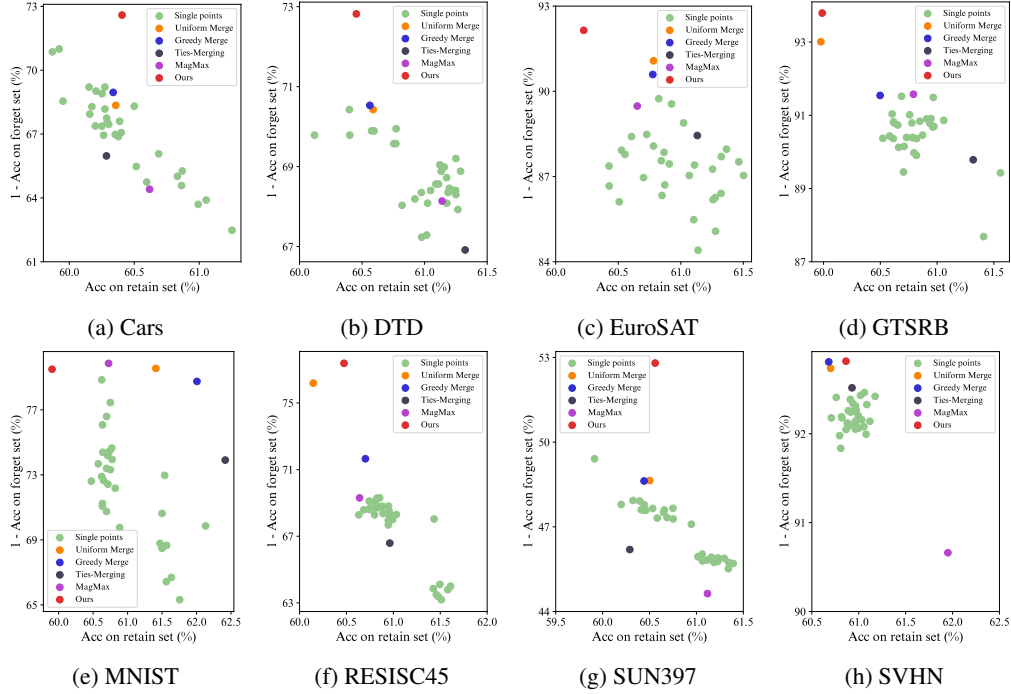 73
71
69
67
65
63
61
60.0
60.5
61.0
1 - Acc on forget set (%)
Acc on retain set (%)
Single points
Uniform Merge
Greedy Merge
Ties-Merging
MagMax
Ours
(a) Cars
73
71
69
67
60.0
60.5
61.0
61.5
1 - Acc on forget set (%)
Acc on retain set (%)
Single points
Uniform Merge
Greedy Merge
Ties-Merging
MagMax
Ours
(b) DTD
93
90
87
84
60.0
60.5
61.0
61.5
1 - Acc on forget set (%)
Acc on retain set (%)
Single points
Uniform Merge
Greedy Merge
Ties-Merging
MagMax
Ours
(c) EuroSAT
93
91
89
87
60.0
60.5
61.0
61.5
1 - Acc on forget set (%)
Acc on retain set (%)
Single points
Uniform Merge
Greedy Merge
Ties-Merging
MagMax
Ours
(d) GTSRB
77
73
69
65
60.0
60.5
61.0
61.5
62.0
62.5
1 - Acc on forget set (%)
Acc on retain set (%)
Single points
Uniform Merge
Greedy Merge
Ties-Merging
MagMax
Ours
(e) MNIST
75
71
67
63
60.0
60.5
61.0
61.5
62.0
1 - Acc on forget set (%)
Acc on retain set (%)
Single points
Uniform Merge
Greedy Merge
Ties-Merging
MagMax
Ours
(f) RESISC45
53
50
47
44
59.5
60.0
60.5
61.0
61.5
1 - Acc on forget set (%)
Acc on retain set (%)
Single points
Uniform Merge
Greedy Merge
Ties-Merging
MagMax
Ours
(g) SUN397
92
91
90
60.5
61.0
61.5
62.0
62.5
1 - Acc on forget set (%)
Acc on retain set (%)
Single points
Uniform Merge
Greedy Merge
Ties-Merging
MagMax
Ours
(h) SVHN